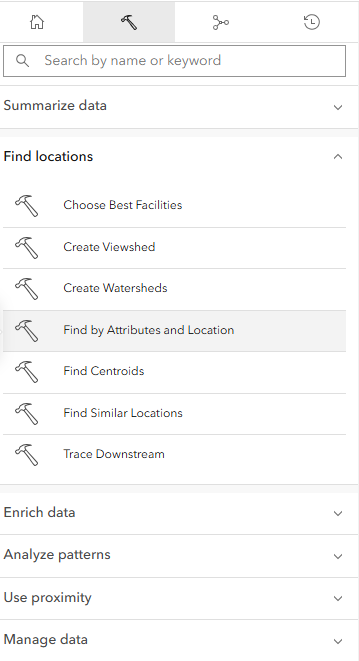 Search by name or keyword
Summarize data
Find locations
Choose Best Facilities
Create Viewshed
Create Watersheds
Find by Attributes and Location
Find Centroids
Find Similar Locations
Trace Downstream
Enrich data
Analyze patterns
Use proximity
Manage data